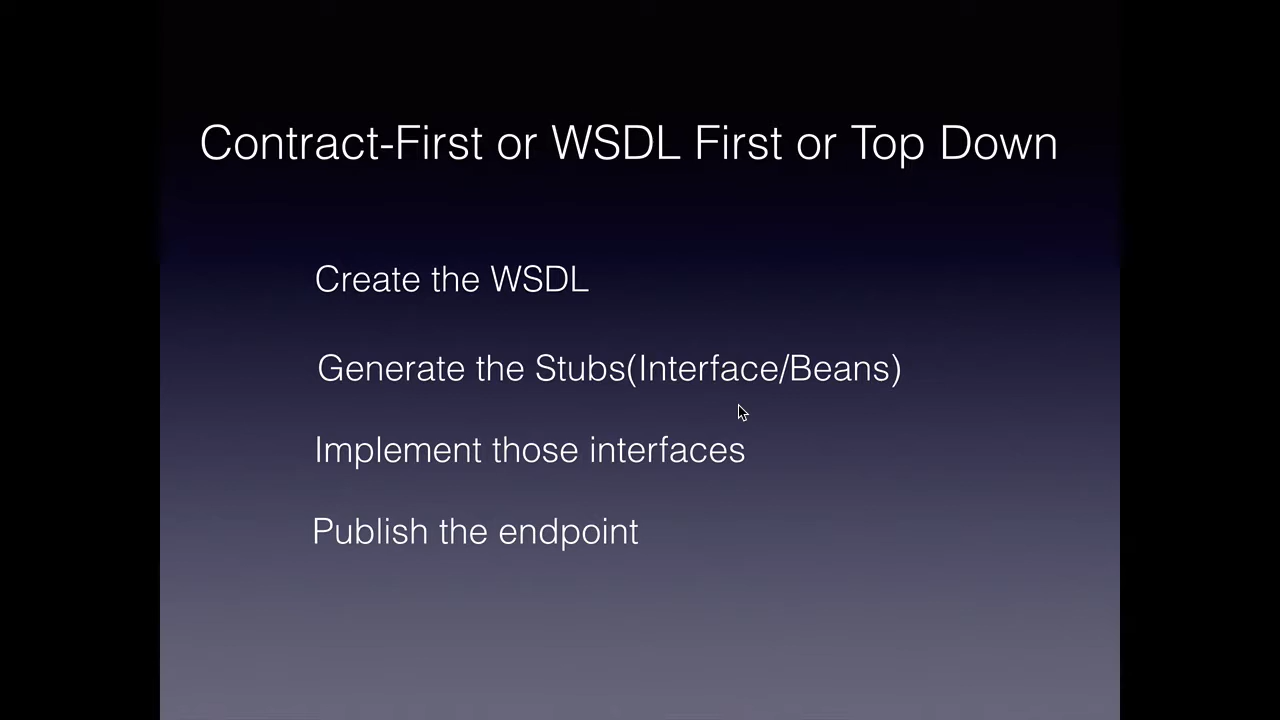 Contract-First or WSDL First or Top Down
Create the WSDL
Generate the Stubs(Interface/Beans)
Implement those interfaces
Publish the endpoint